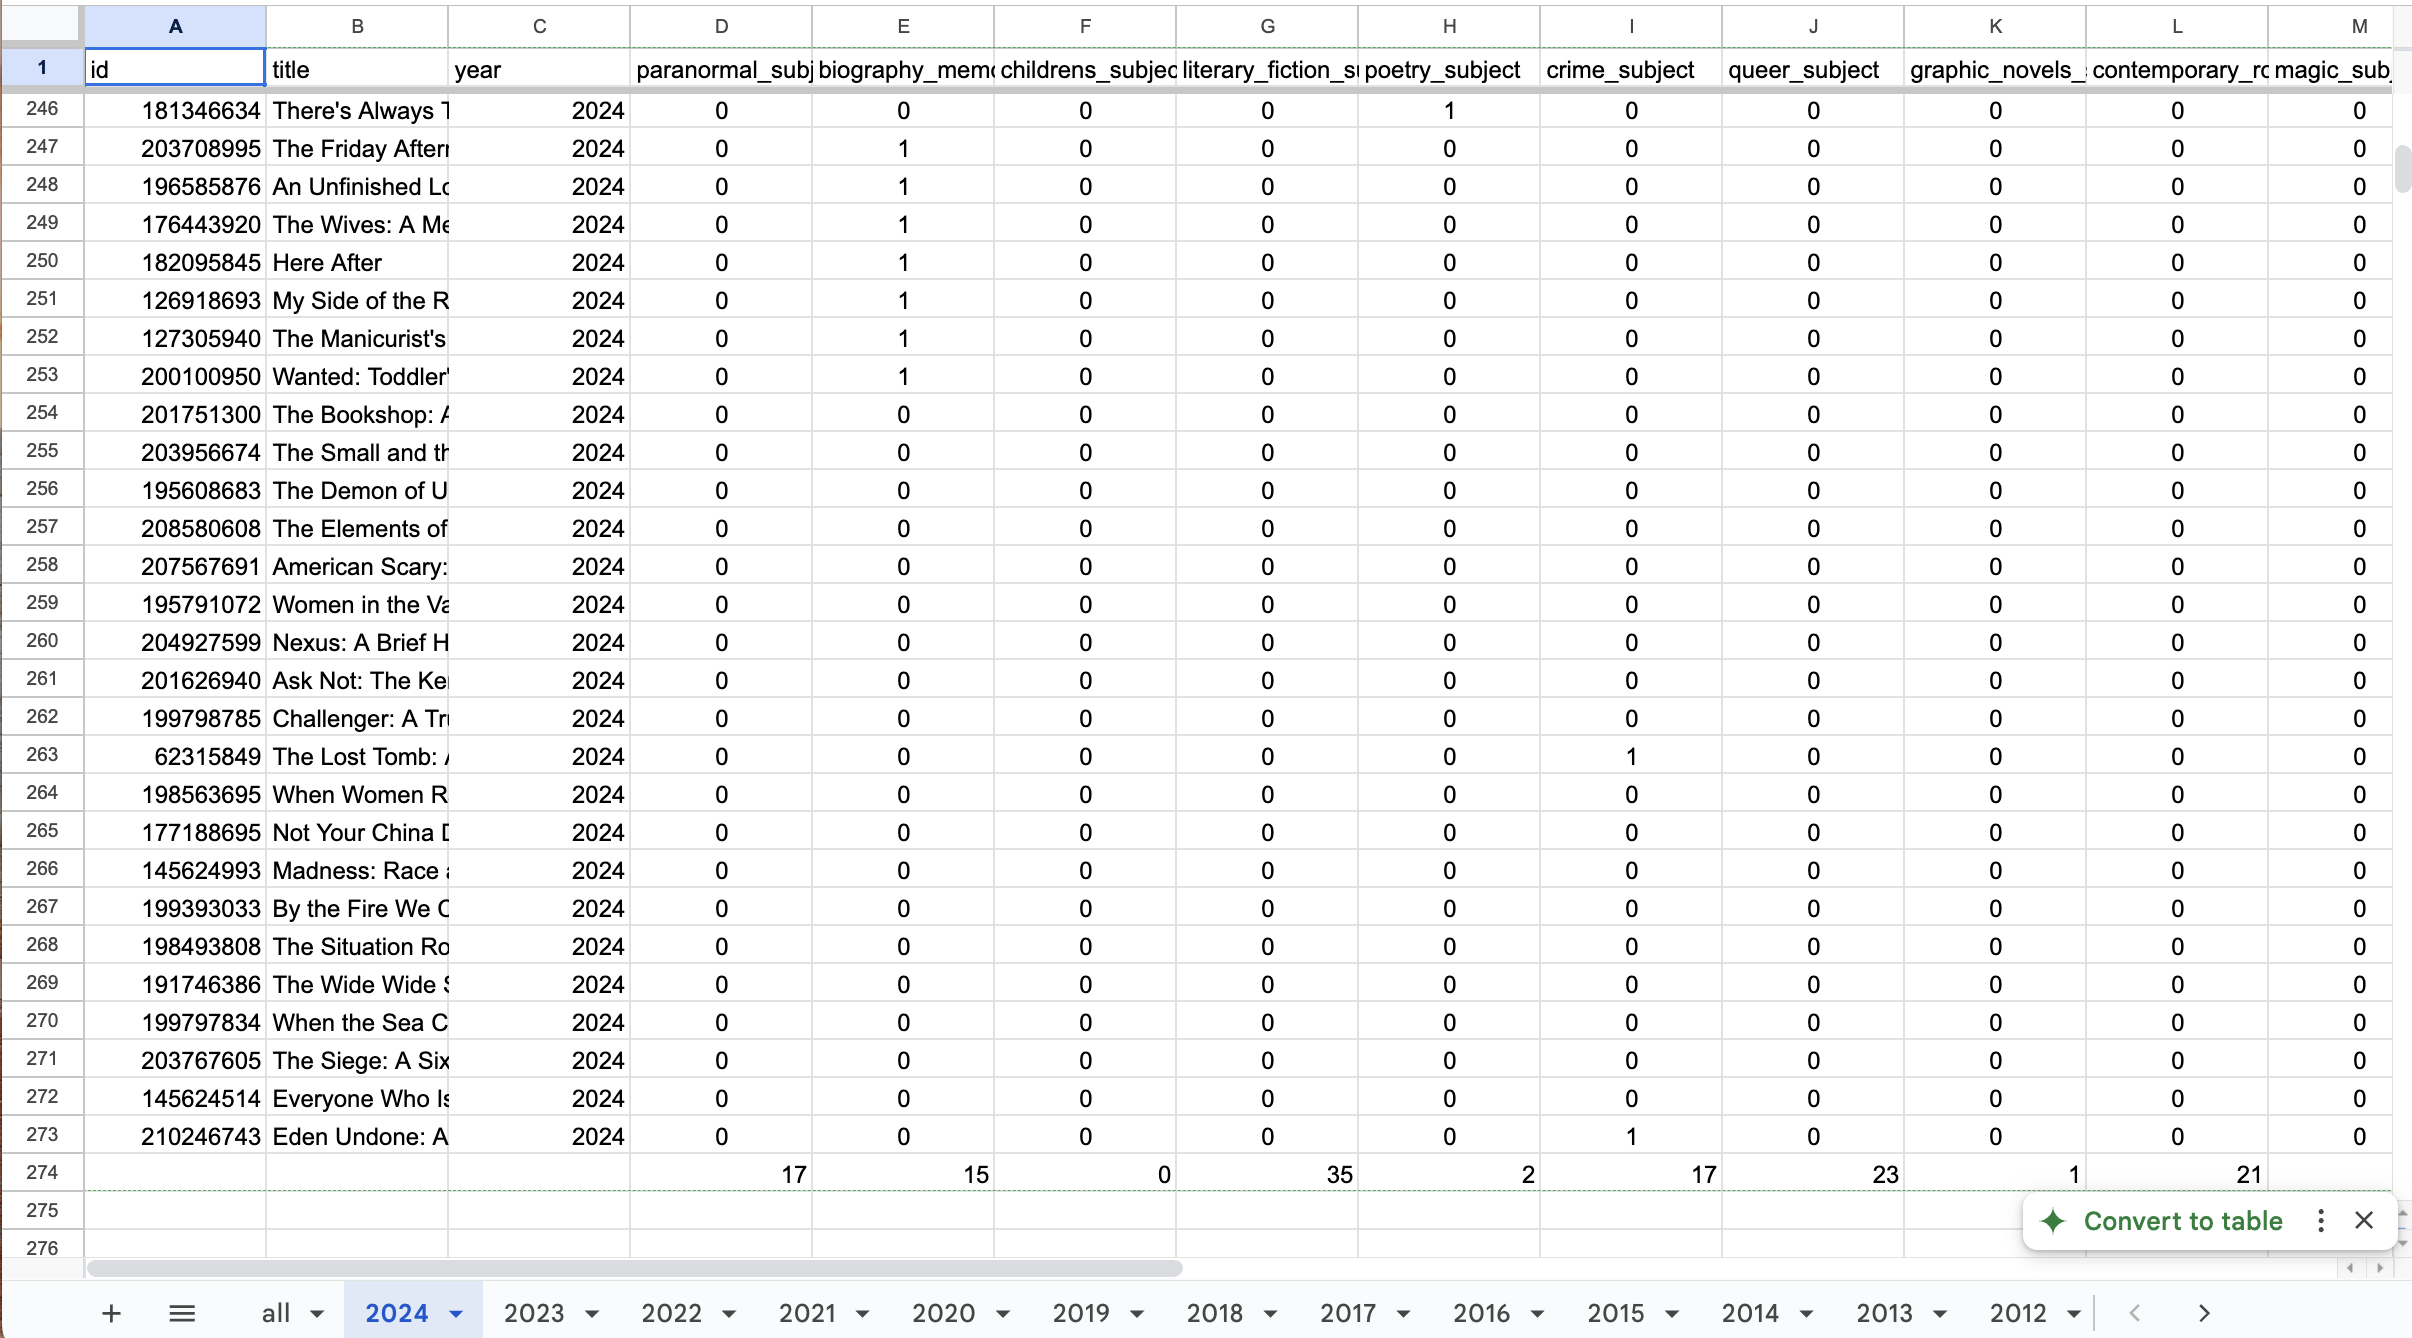 A B C D E F G H I J K L M
1 id title year paranormal_subj biography_memo childrens_subjec literary_fiction_su poetry_subject crime_subject queer_subject graphic_novels_ contemporary_ro magic_sub
246 181346634 There's Always 2024 0 0 0 0 1 0 0 0 0 0
247 203708995 The Friday After 2024 0 1 0 0 0 0 0 0 0 0
248 196585876 An Unfinished Lo 2024 0 1 0 0 0 0 0 0 0 0
249 176443920 The Wives: A Me 2024 0 1 0 0 0 0 0 0 0 0
250 182095845 Here After 2024 0 1 0 0 0 0 0 0 0 0
251 126918693 My Side of the R 2024 0 1 0 0 0 0 0 0 0 0
252 127305940 The Manicurist's 2024 0 1 0 0 0 0 0 0 0 0
253 200100950 Wanted: Toddler' 2024 0 1 0 0 0 0 0 0 0 0
254 201751300 The Bookshop: A 2024 0 0 0 0 0 0 0 0 0 0
255 203956674 The Small and th 2024 0 0 0 0 0 0 0 0 0 0
256 195608683 The Demon of U 2024 0 0 0 0 0 0 0 0 0 0
257 208580608 The Elements of 2024 0 0 0 0 0 0 0 0 0 0
258 207567691 American Scary: 2024 0 0 0 0 0 0 0 0 0 0
259 195791072 Women in the Va 2024 0 0 0 0 0 0 0 0 0 0
260 204927599 Nexus: A Brief H 2024 0 0 0 0 0 0 0 0 0 0
261 201626940 Ask Not: The Ke 2024 0 0 0 0 0 0 0 0 0 0
262 199798785 Challenger: A Tr 2024 0 0 0 0 0 0 0 0 0 0
263 62315849 The Lost Tomb: 2024 0 0 0 0 0 1 0 0 0 0
264 198563695 When Women R 2024 0 0 0 0 0 0 0 0 0 0
265 177188695 Not Your China 2024 0 0 0 0 0 0 0 0 0 0
266 145624993 Madness: Race 2024 0 0 0 0 0 0 0 0 0 0
267 199393033 By the Fire We C 2024 0 0 0 0 0 0 0 0 0 0
268 198493808 The Situation Ro 2024 0 0 0 0 0 0 0 0 0 0
269 191746386 The Wide Wide S 2024 0 0 0 0 0 0 0 0 0 0
270 199797834 When the Sea C 2024 0 0 0 0 0 0 0 0 0 0
271 203767605 The Siege: A Six 2024 0 0 0 0 0 0 0 0 0 0
272 145624514 Everyone Who Is 2024 0 0 0 0 0 0 0 0 0 0
273 210246743 Eden Undone: A 2024 0 0 0 0 0 1 0 0 0 0
274 17 15 0 35 2 17 23 1 21
275
276
Convert to table
all 2024 2023 2022 2021 2020 2019 2018 2017 2016 2015 2014 2013 2012